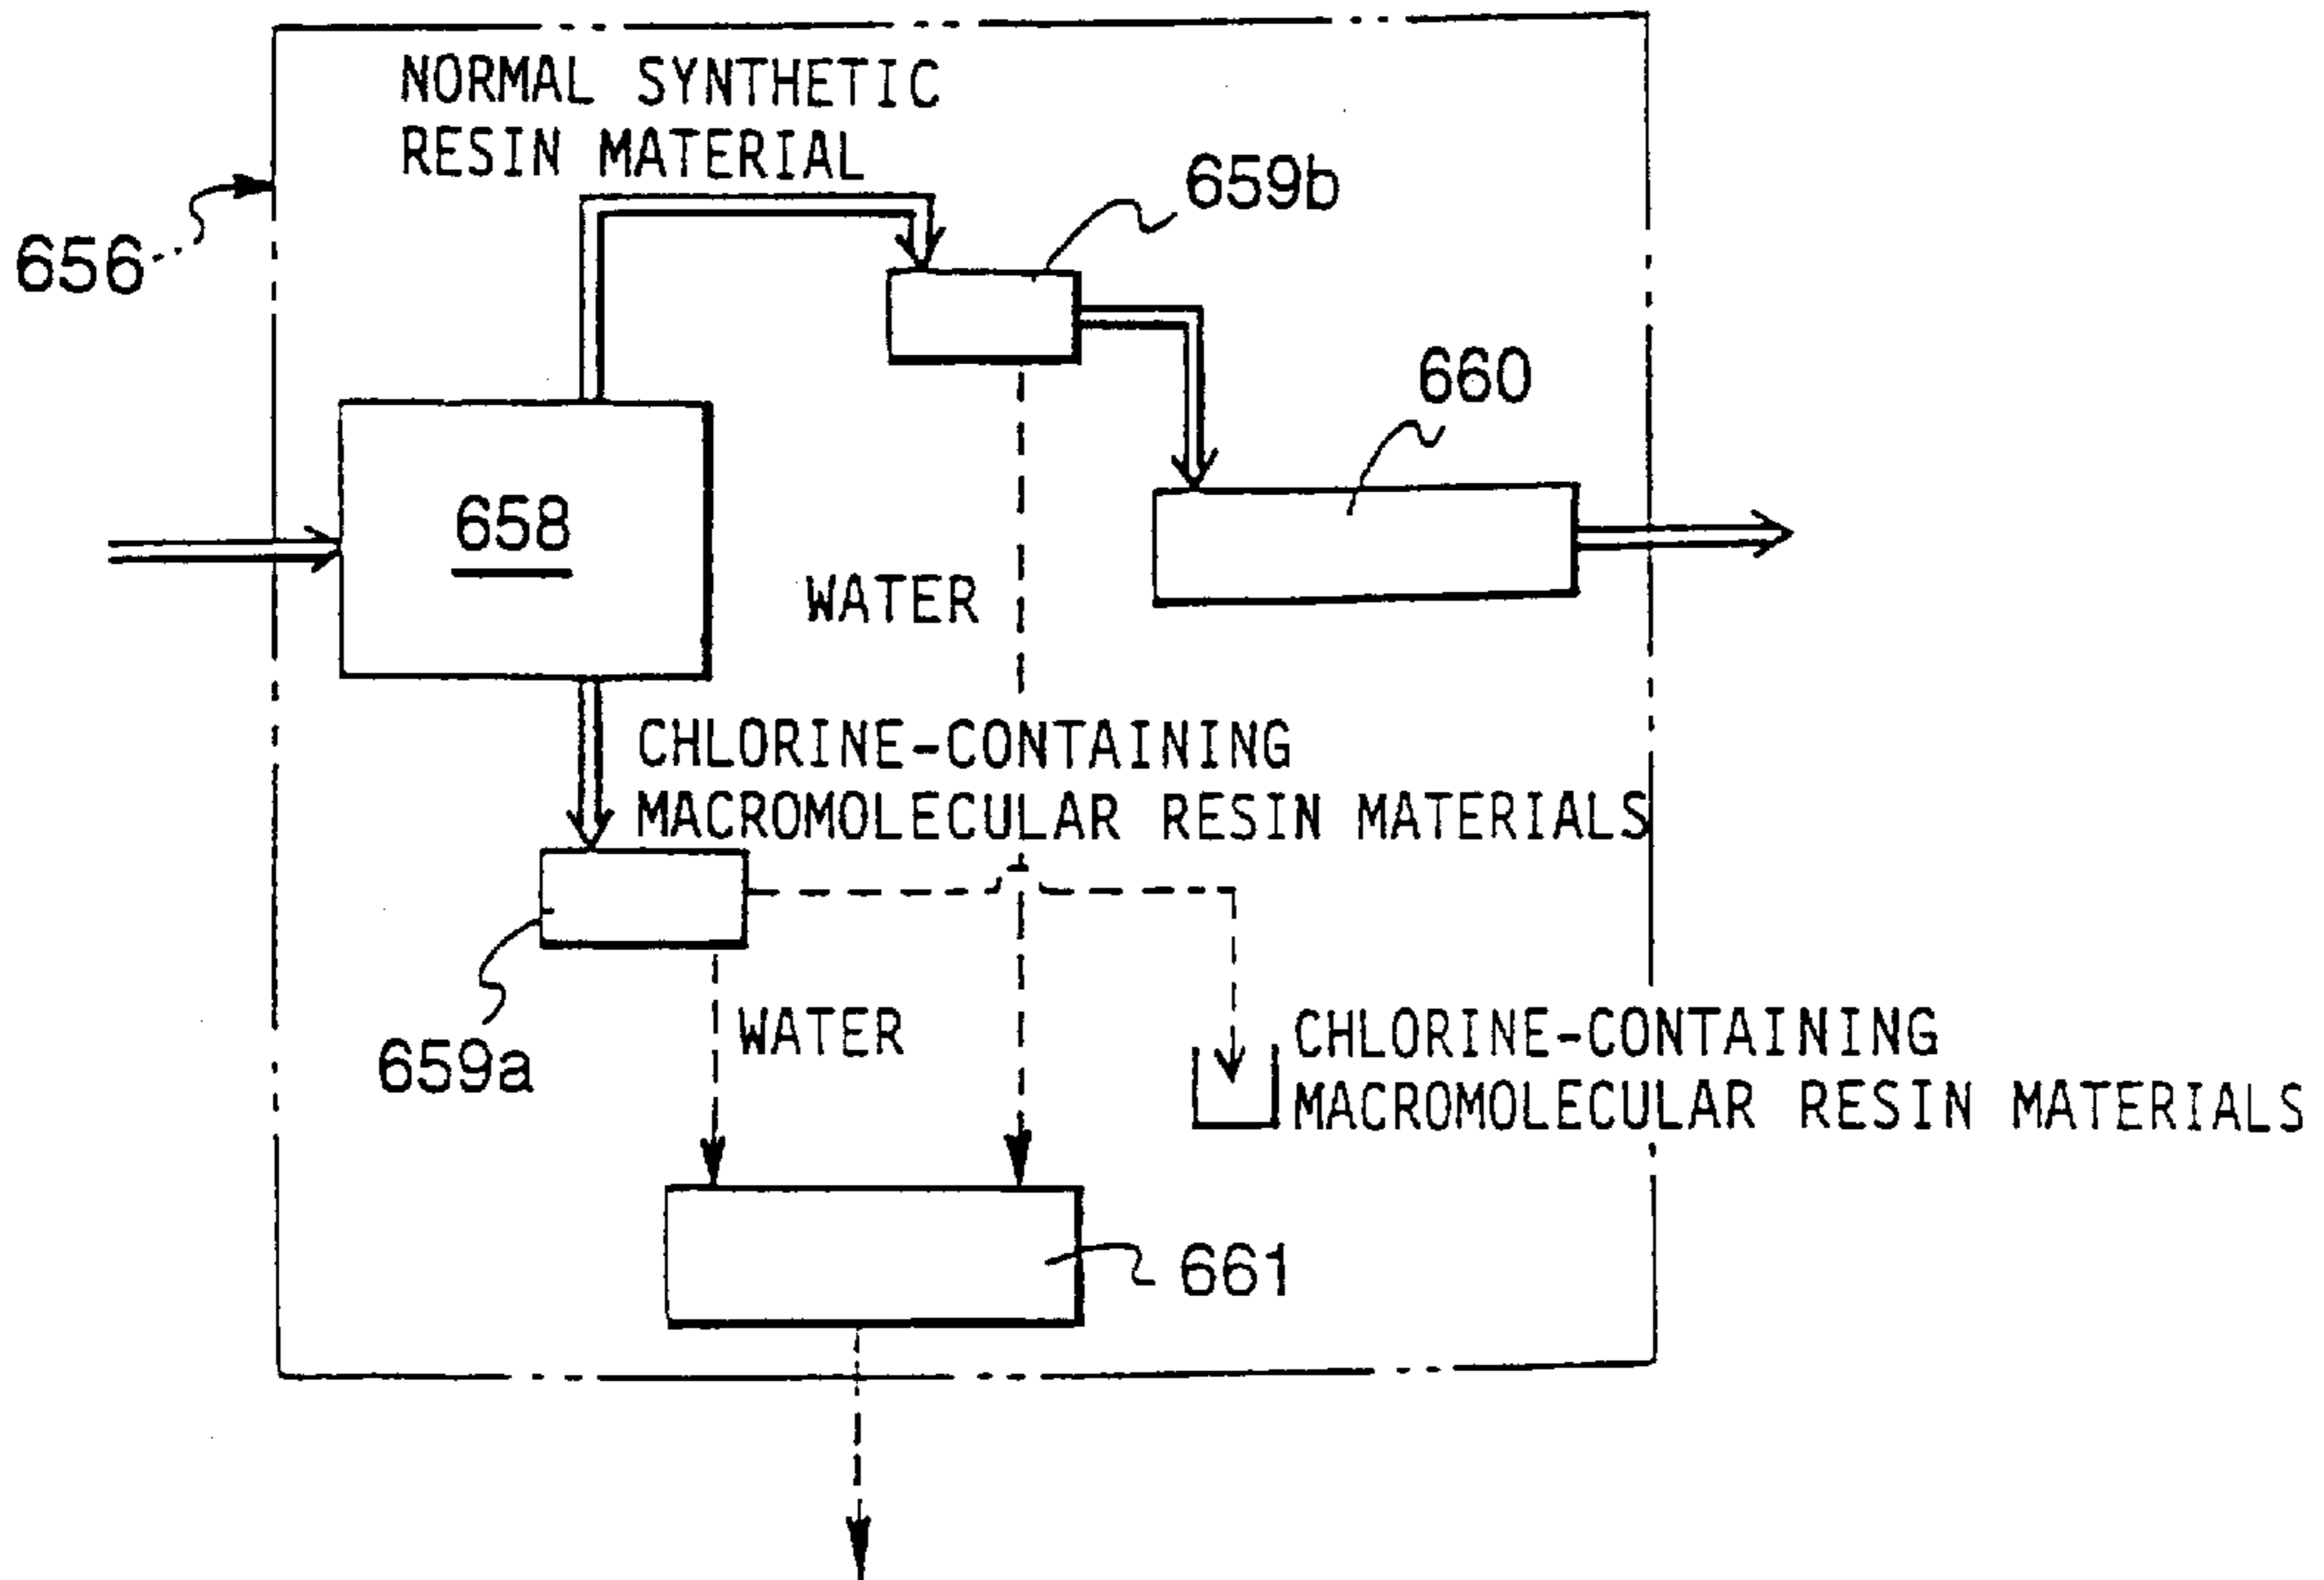 NORMAL SYNTHETIC
RESIN MATERIAL
659b
656
660
658
WATER
CHLORINE-CONTAINING
MACROMOLECULAR RESIN MATERIALS
WATER
659a
CHLORINE-CONTAINING
MACROMOLECULAR RESIN MATERIALS
661